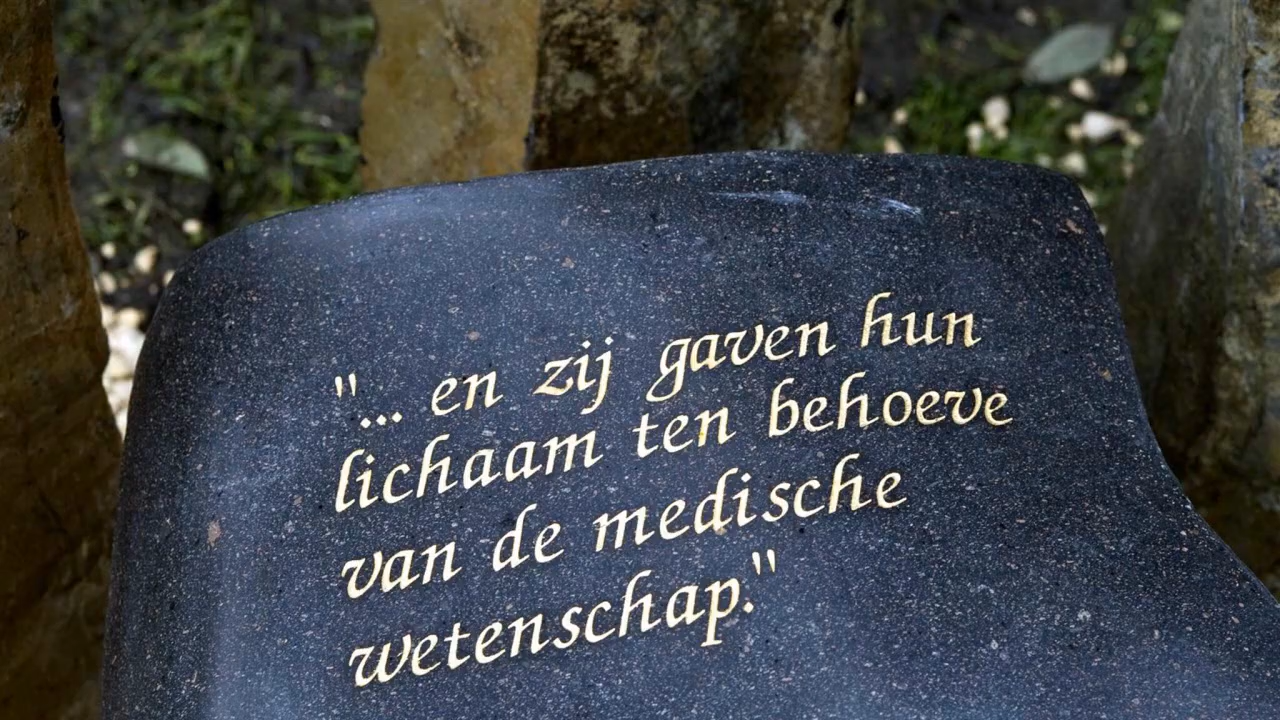 "... en zij gaven hun
lichaam ten behoeve
van de medische
wetenschap."